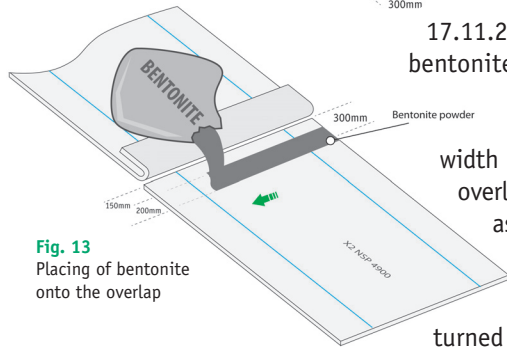 300mm
17.11.2
bentonite
BENTONITE
300mm
Bentonite powder
width
overl
as
150mm 200mm
X2 NSP 4900
Fig. 13
Placing of bentonite
onto the overlap
turned